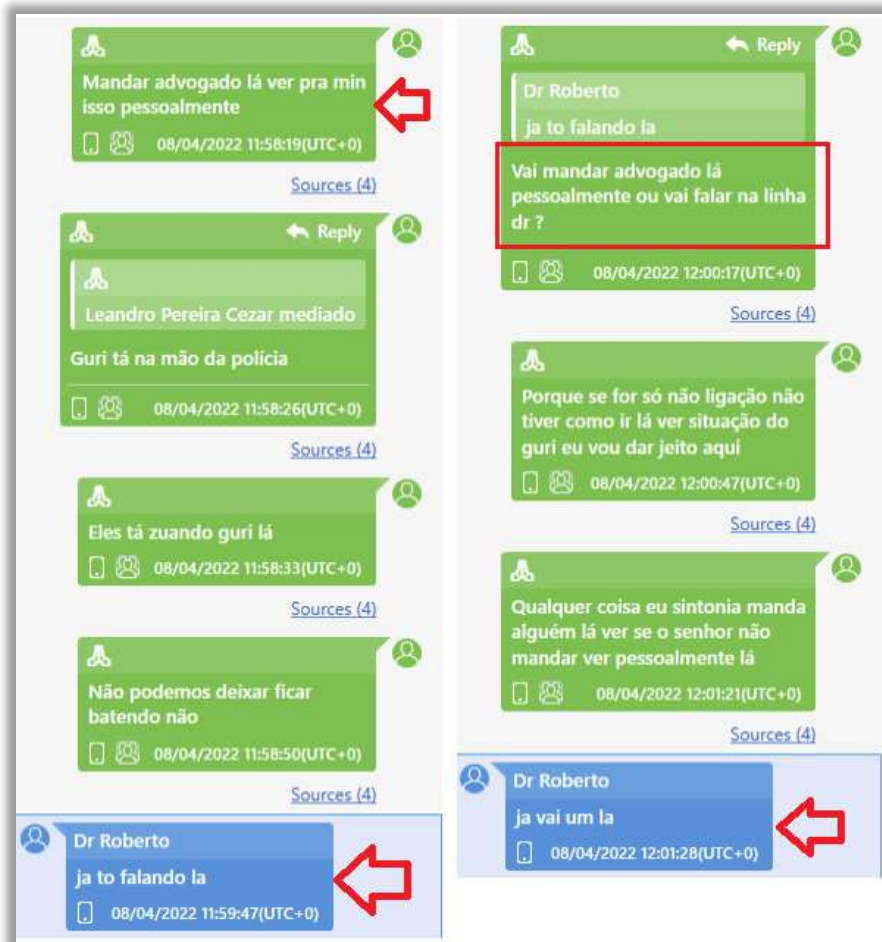 Mandar advogado lá ver pra min
isso pessoalmente
08/04/2022 11:58:19(UTC+0)
Sources (4)
Reply
Leandro Pereira Cezar mediado
Guri tá na mão da polícia
08/04/2022 11:58:26(UTC+0)
Sources (4)
Eles tá zuando guri lá
08/04/2022 11:58:33(UTC+0)
Sources (4)
Não podemos deixar ficar
batendo não
08/04/2022 11:58:50(UTC+0)
Sources (4)
Dr Roberto
ja to falando la
08/04/2022 11:59:47(UTC+0)
Reply
Dr Roberto
ja to falando la
Vai mandar advogado lá
pessoalmente ou vai falar na linha
dr ?
08/04/2022 12:00:17(UTC+0)
Sources (4)
Porque se for só não ligação não
tiver como ir lá ver situação do
guri eu vou dar jeito aqui
08/04/2022 12:00:47(UTC+0)
Sources (4)
Qualquer coisa eu sintonia manda
alguém lá ver se o senhor não
mandar ver pessoalmente lá
08/04/2022 12:01:21(UTC+0)
Sources (4)
Dr Roberto
ja vai um la
08/04/2022 12:01:28(UTC+0)